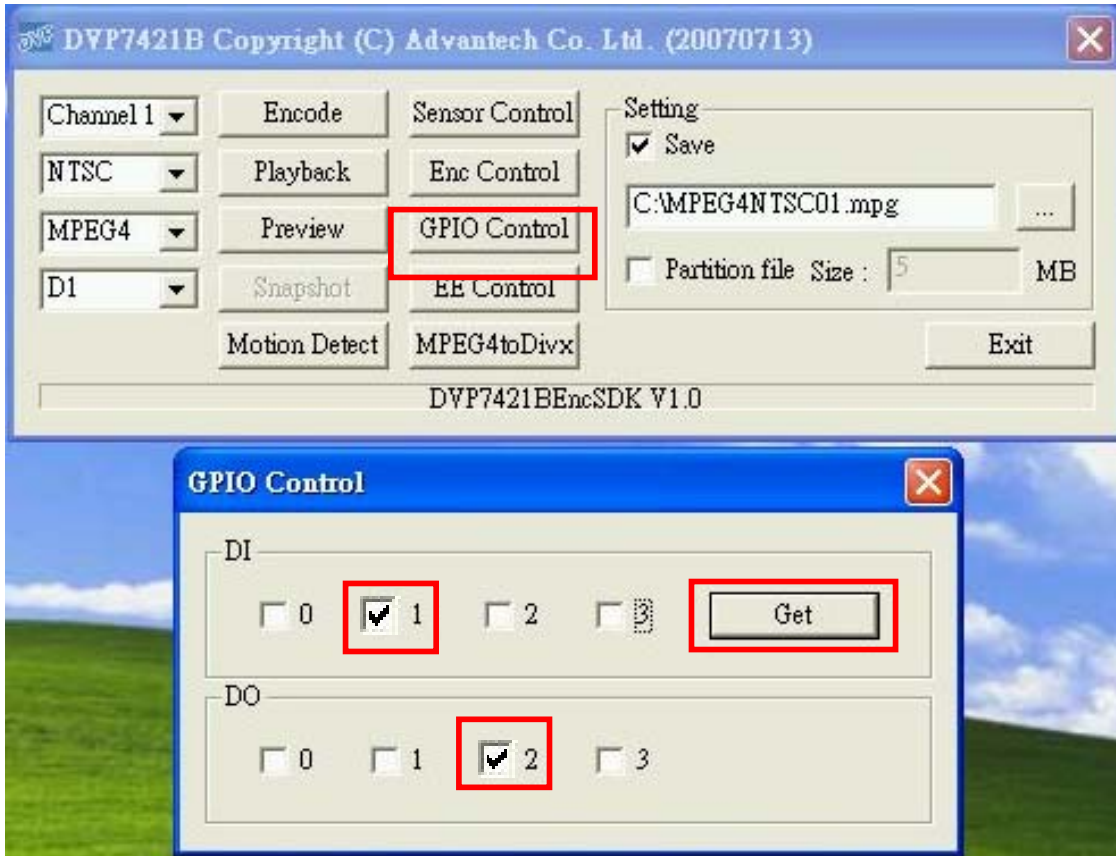 DVP7421B Copyright (C) Advantech Co. Ltd. (20070713)
Channel 1 Encode Sensor Control Setting
Save
NTSC Playback Enc Control
C:\MPEG4NTSC01.mpg ...
MPEG4 Preview GPIO Control
Partition file Size : 5 MB
D1 Snapshot EE Control
Motion Detect MPEG4toDivx Exit
DVP7421BEncSDK V1.0
GPIO Control
DI
0 1 2 3 Get
DO
0 1 2 3